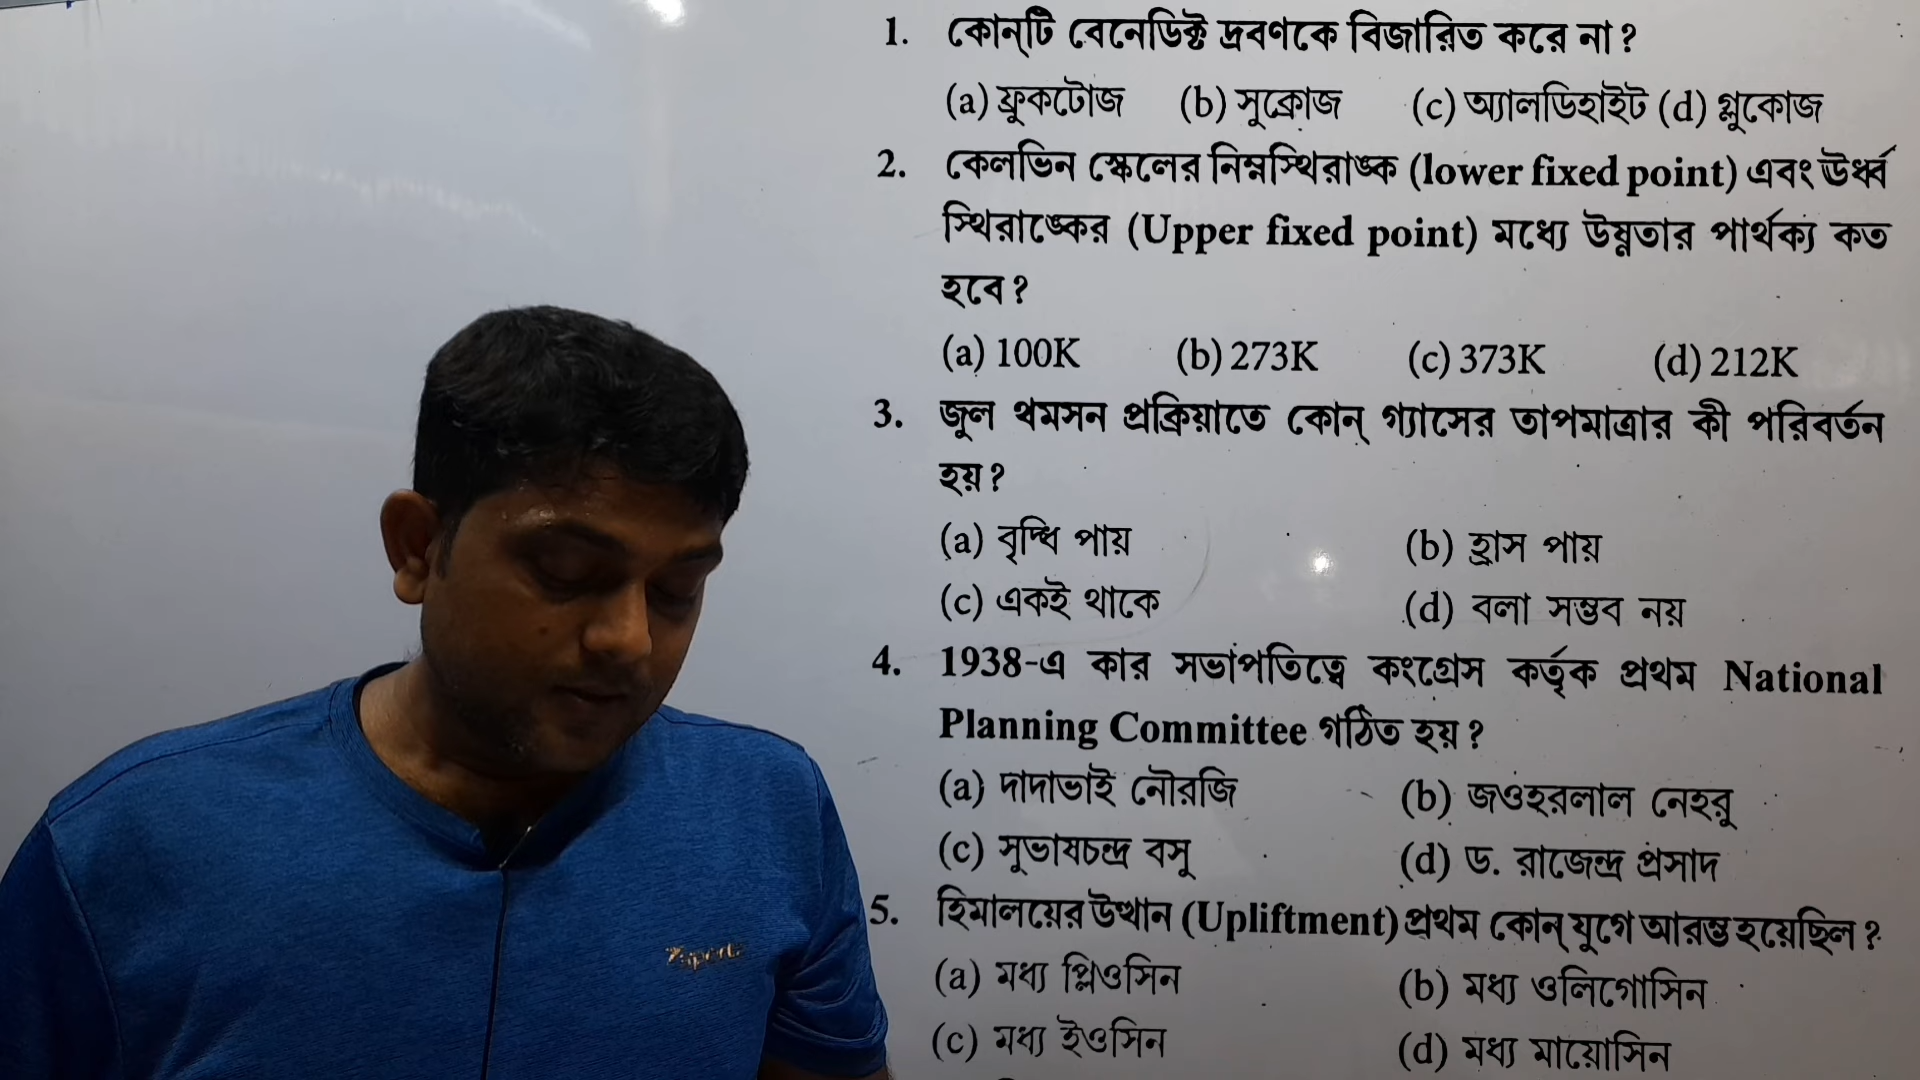 1. কোন্‌টি বেনেডিক্ট দ্রবণকে বিজারিত করে না ?
(a) ফ্রুকটোজ (b) সুক্রোজ (c) অ্যালডিহাইট (d) গ্লুকোজ
2. কেলভিন স্কেলের নিম্নস্থিরাঙ্ক (lower fixed point) এবং ঊর্ধ্ব
স্থিরাঙ্কের (Upper fixed point) মধ্যে উষ্ণতার পার্থক্য কত
হবে ?
(a) 100K (b) 273K (c) 373K (d) 212K
3. জুল থমসন প্রক্রিয়াতে কোন্ গ্যাসের তাপমাত্রার কী পরিবর্তন
হয় ?
(a) বৃদ্ধি পায় (b) হ্রাস পায়
(c) একই থাকে (d) বলা সম্ভব নয়
4. 1938-এ কার সভাপতিত্বে কংগ্রেস কর্তৃক প্রথম National
Planning Committee গঠিত হয় ?
(a) দাদাভাই নৌরজি (b) জওহরলাল নেহরু
(c) সুভাষচন্দ্র বসু (d) ড. রাজেন্দ্র প্রসাদ
5. হিমালয়ের উত্থান (Upliftment) প্রথম কোন্ যুগে আরম্ভ হয়েছিল ?
(a) মধ্য প্লিওসিন (b) মধ্য ওলিগোসিন
(c) মধ্য ইওসিন (d) মধ্য মায়োসিন